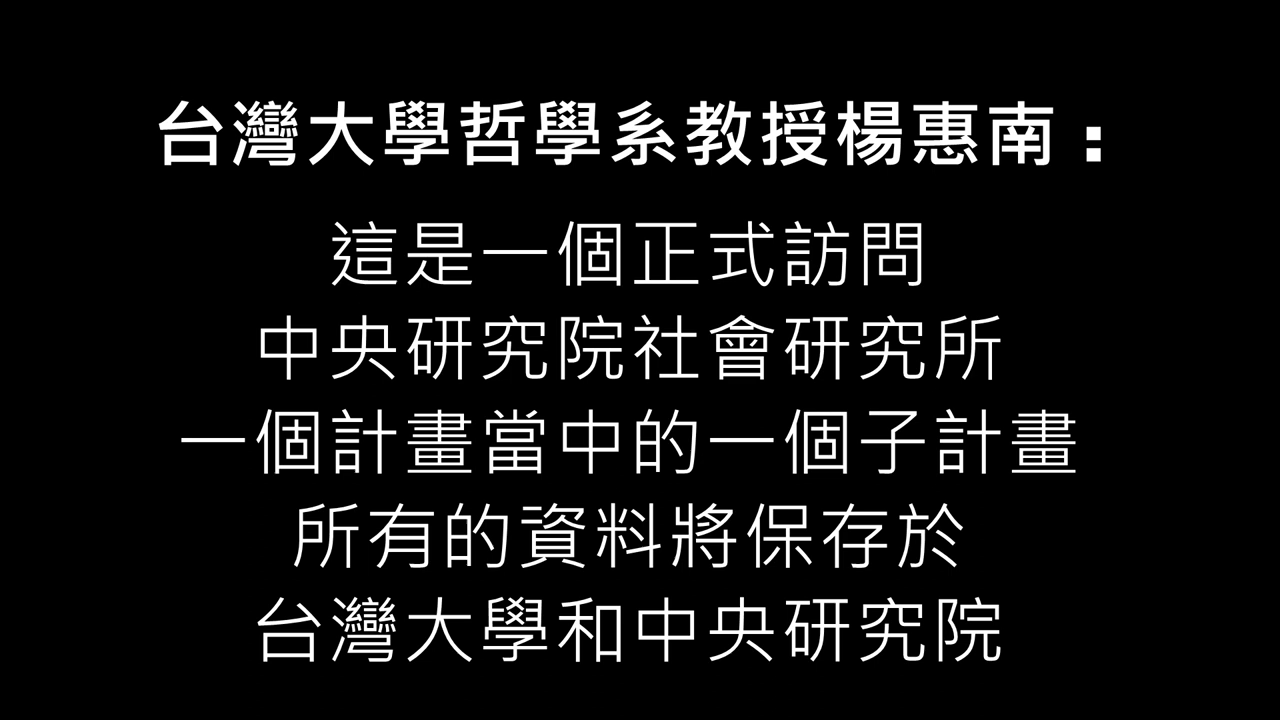 台灣大學哲學系教授楊惠南：
這是一個正式訪問
中央研究院社會研究所
一個計畫當中的一個子計畫
所有的資料將保存於
台灣大學和中央研究院